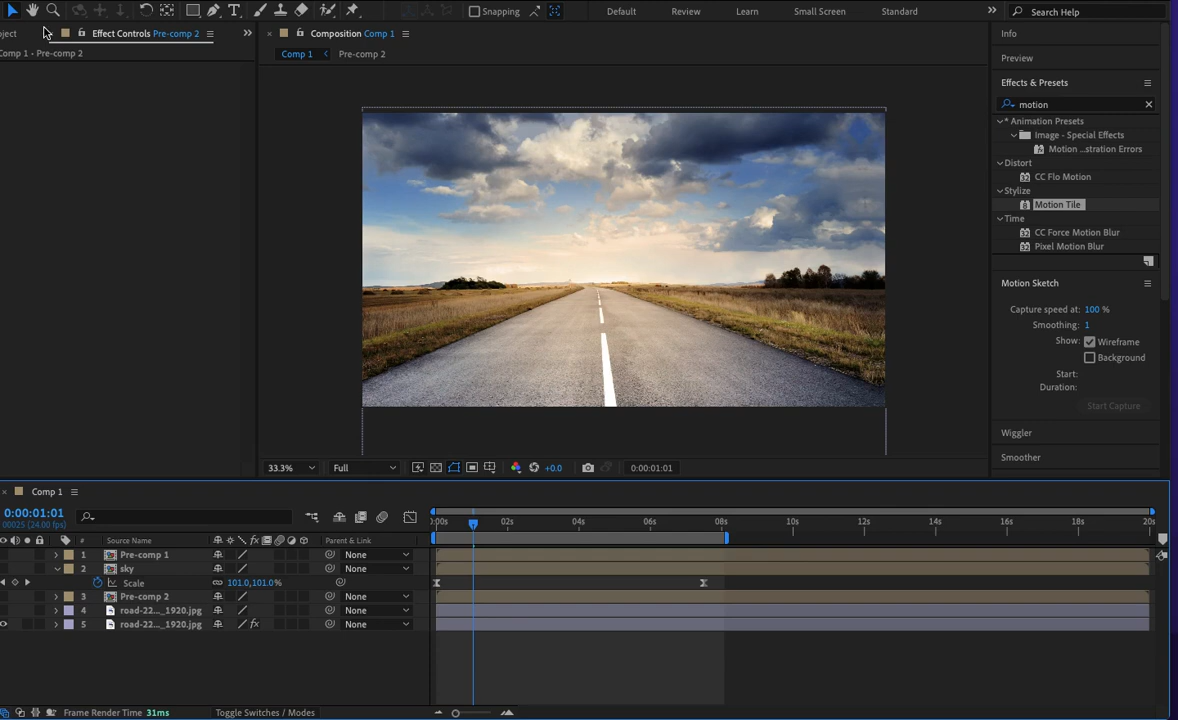 Snapping
Default
Review
Learn
Small Screen
Standard
Search Help
ject
Effect Controls Pre-comp 2
Composition Comp 1
Info
Comp 1 • Pre-comp 2
Comp 1
Pre-comp 2
Preview
Effects & Presets
motion
* Animation Presets
Image - Special Effects
Motion ...stration Errors
Distort
CC Flo Motion
Stylize
Motion Tile
Time
CC Force Motion Blur
Pixel Motion Blur
Motion Sketch
Capture speed at: 100 %
Smoothing: 1
Show: Wireframe
Background
Start:
Duration:
Start Capture
Wiggler
Smoother
33.3%
Full
+0.0
0:00:01:01
Comp 1
0:00:01:01
00025 (24.00 fps)
:00s 02s 04s 06s 08s 10s 12s 14s 16s 18s 20s
# Source Name fx Parent & Link
1 Pre-comp 1 None
2 sky None
Scale 101.0,101.0%
3 Pre-comp 2 None
4 road-22..._1920.jpg None
5 road-22..._1920.jpg fx None
Frame Render Time 31ms
Toggle Switches / Modes